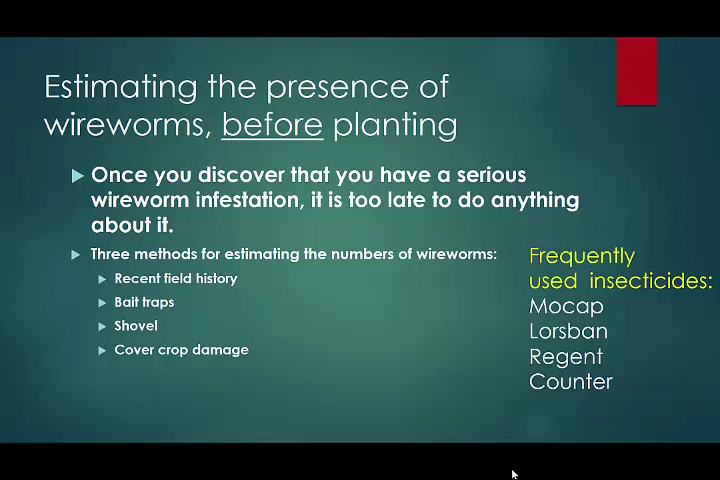 Estimating the presence of
wireworms, before planting
Once you discover that you have a serious
wireworm infestation, it is too late to do anything
about it.
Three methods for estimating the numbers of wireworms:
Recent field history
Bait traps
Shovel
Cover crop damage
Frequently
used insecticides:
Mocap
Lorsban
Regent
Counter